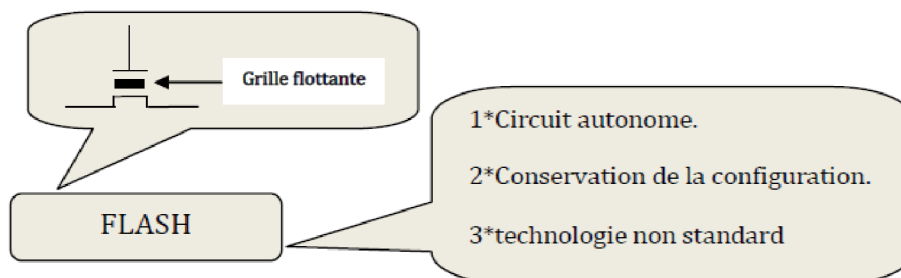 Grille flottante
1*Circuit autonome.
2*Conservation de la configuration.
FLASH
3*technologie non standard